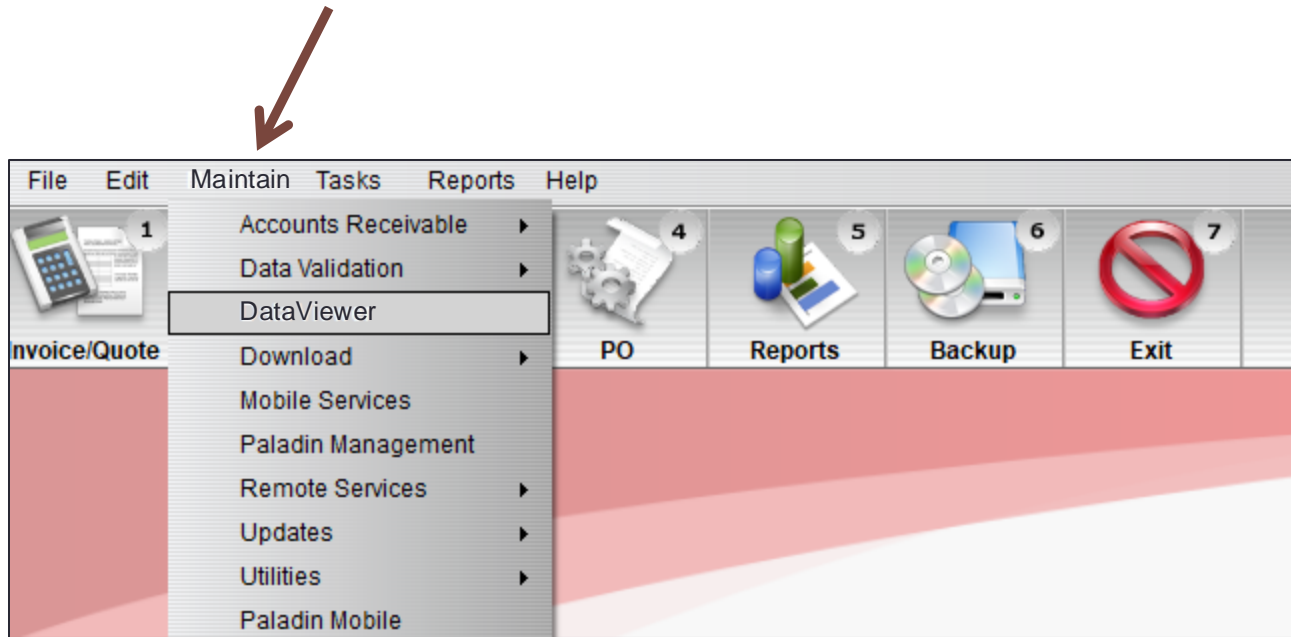 File Edit Maintain Tasks Reports Help
1 4 5 6 7
nvoice/Quote PO Reports Backup Exit
Accounts Receivable
Data Validation
DataViewer
Download
Mobile Services
Paladin Management
Remote Services
Updates
Utilities
Paladin Mobile